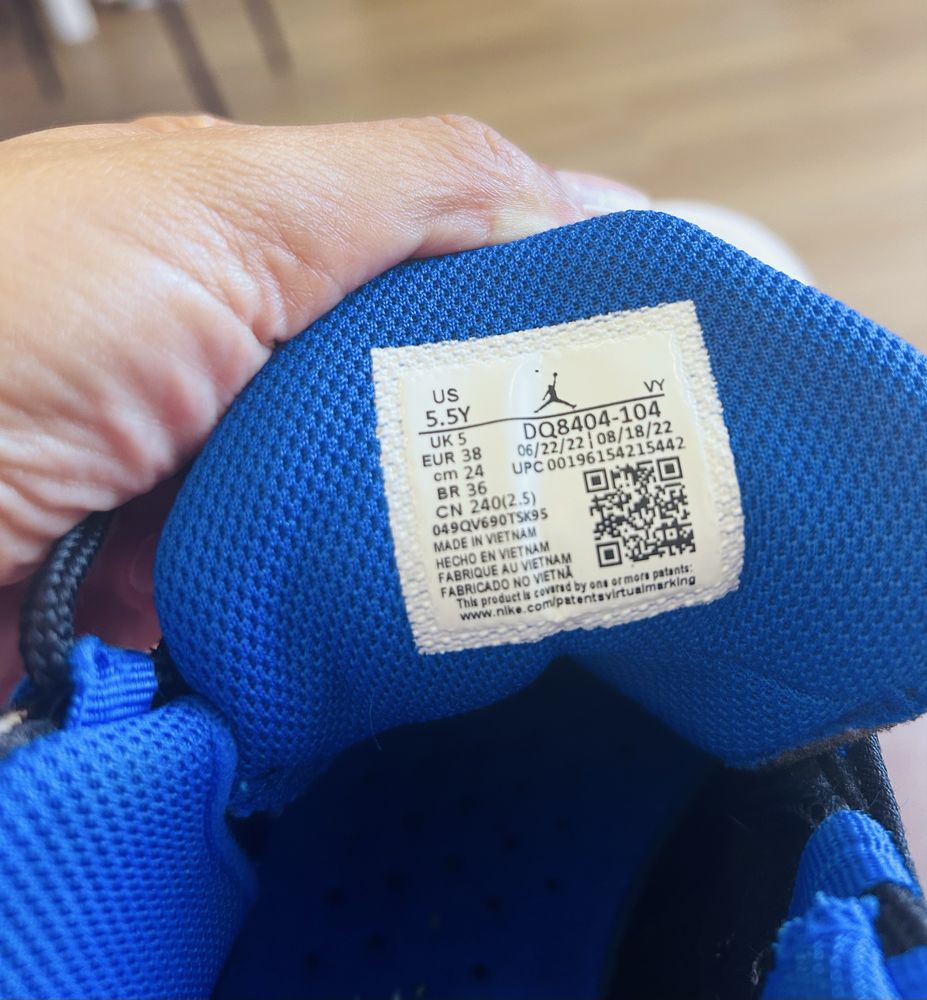 US
5.5Y
VY
DQ8404-104
06/22/22 | 08/18/22
UPC 00196154215442
UK 5
EUR 38
cm 24
BR 36
CN 240(2.5)
049QV690TSK95
MADE IN VIETNAM
HECHO EN VIETNAM
FABRIQUE AU VIETNAM
FABRICADO NO VIETNÃ
This product is covered by one or more patents:
www.nike.com/patentsvirtualmarking